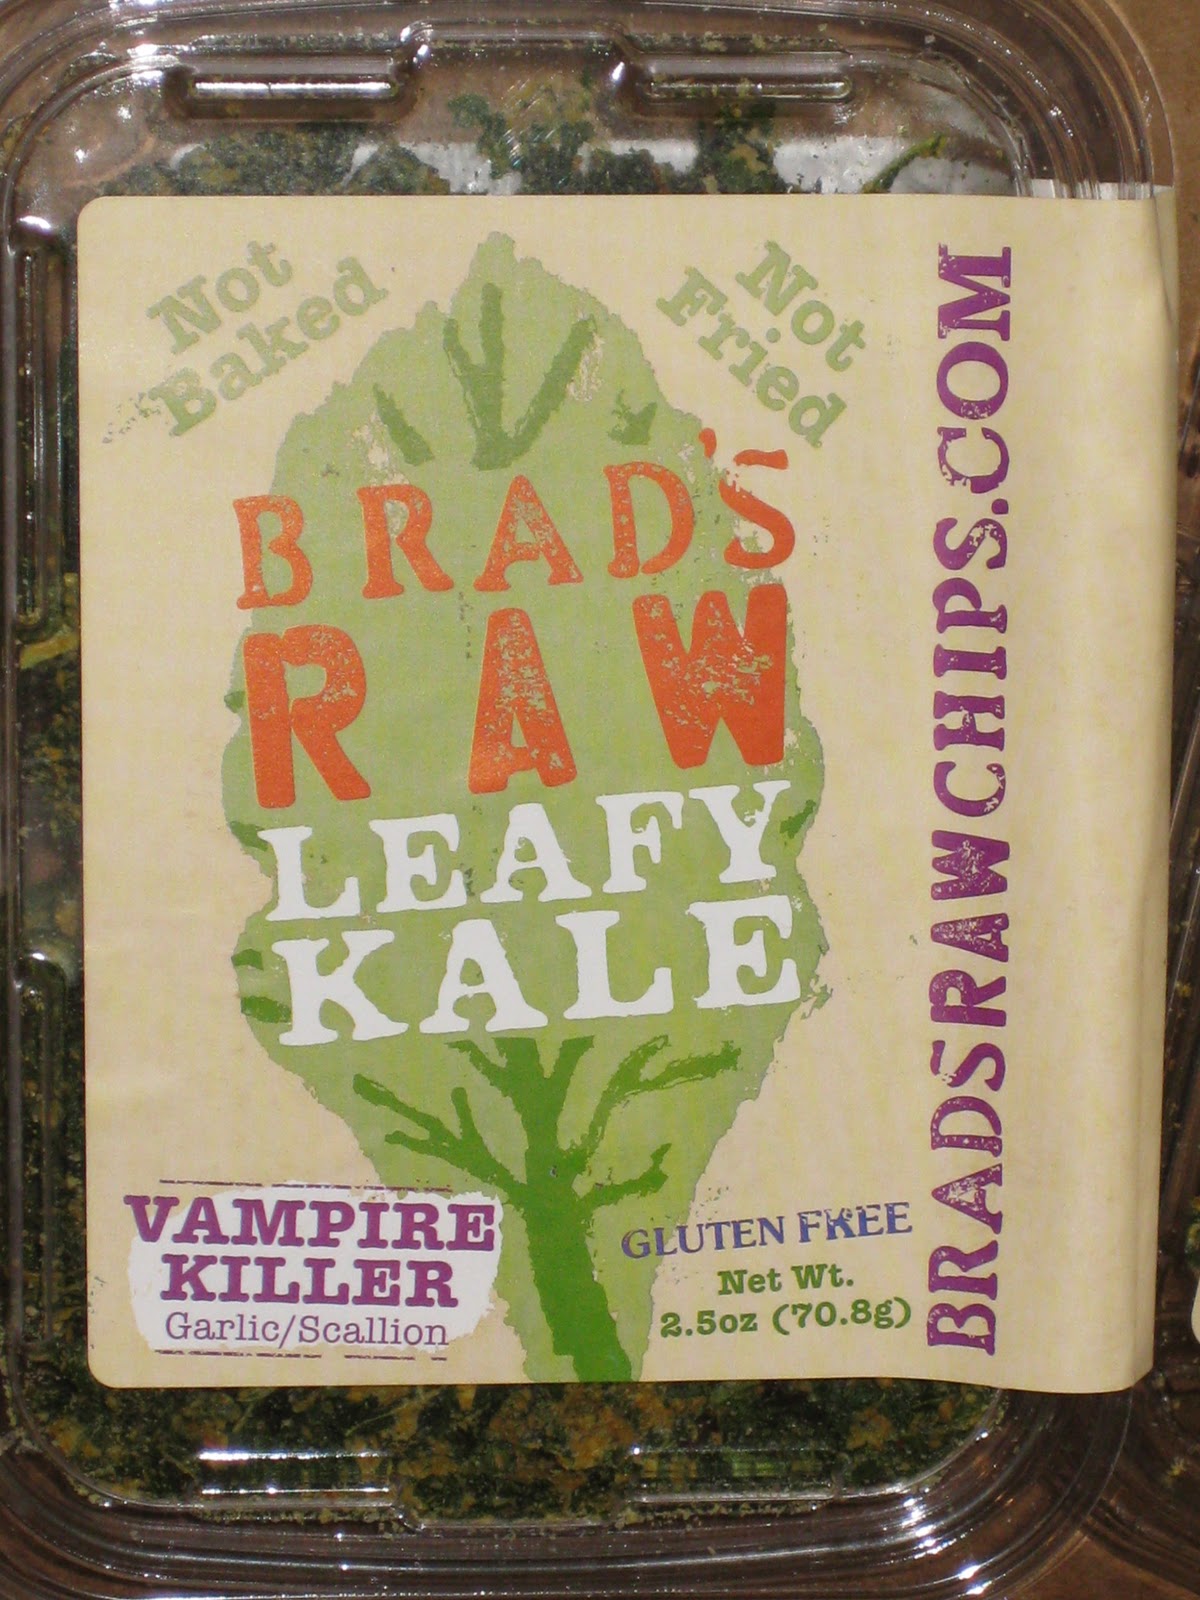 Not
Baked
Not
Fried
BRAD'S
RAW
LEAFY
KALE
VAMPIRE
KILLER
Garlic/Scallion
GLUTEN FREE
Net Wt.
2.5oz (70.8g)
BRADSRAWCHIPS.COM